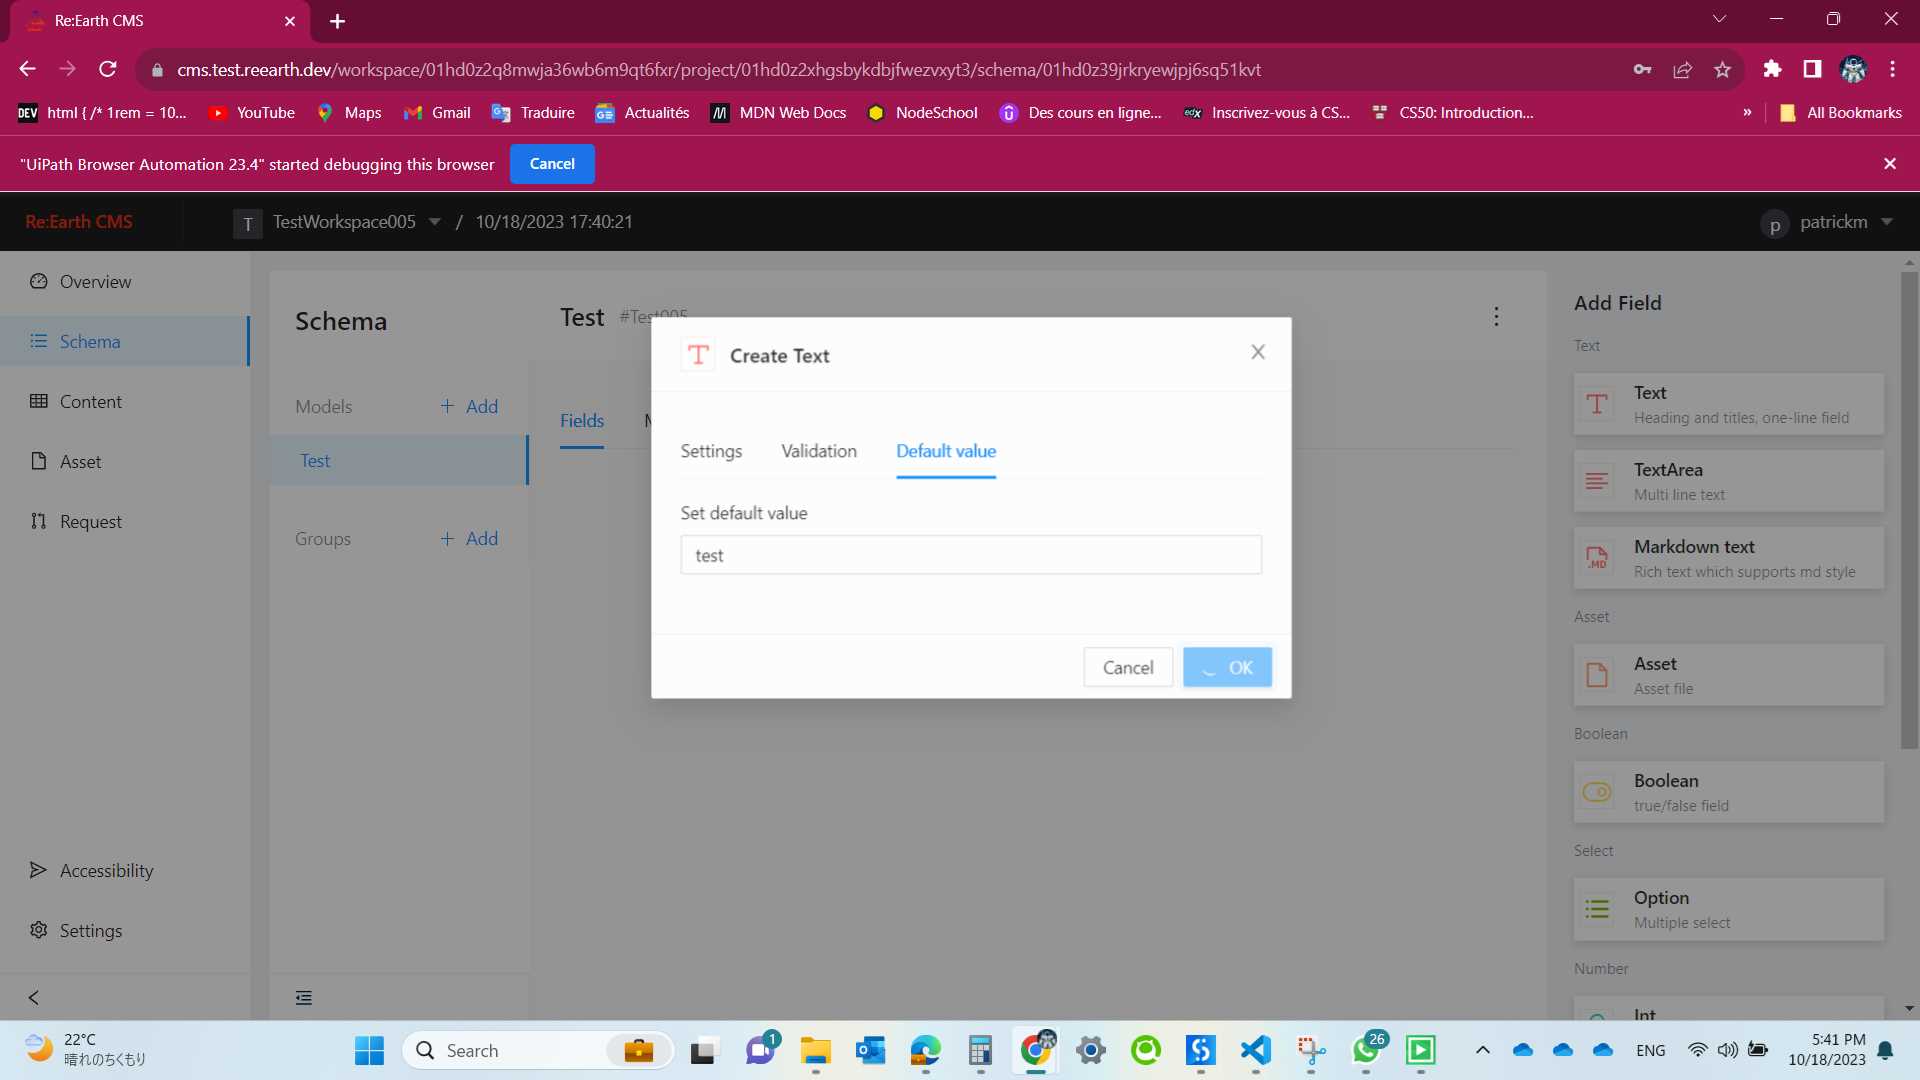 Re:Earth CMS
cms.test.reearth.dev/workspace/01hd0z2q8mwja36wb6m9qt6fxr/project/01hd0z2xhgsbykdbjfwezvxyt3/schema/01hd0z39jrkryewjpj6sq51kvt
DEV html { /* 1rem = 10...
YouTube
Maps
Gmail
Traduire
Actualités
MDN Web Docs
NodeSchool
Des cours en ligne...
edX Inscrivez-vous à CS...
CS50: Introduction...
»
All Bookmarks
"UiPath Browser Automation 23.4" started debugging this browser
Cancel
Re:Earth CMS
T TestWorkspace005 / 10/18/2023 17:40:21
p patrickm
Overview
Schema
Content
Asset
Request
Accessibility
Settings
Schema
Models
+ Add
Test
Groups
+ Add
Test #Test005
Fields
Create Text
Settings
Validation
Default value
Set default value
test
Cancel
OK
Add Field
Text
Text
Heading and titles, one-line field
TextArea
Multi line text
Markdown text
Rich text which supports md style
Asset
Asset
Asset file
Boolean
Boolean
true/false field
Select
Option
Multiple select
Number
Int
22°C
晴れのちくもり
Search
1
26
ENG
5:41 PM
10/18/2023